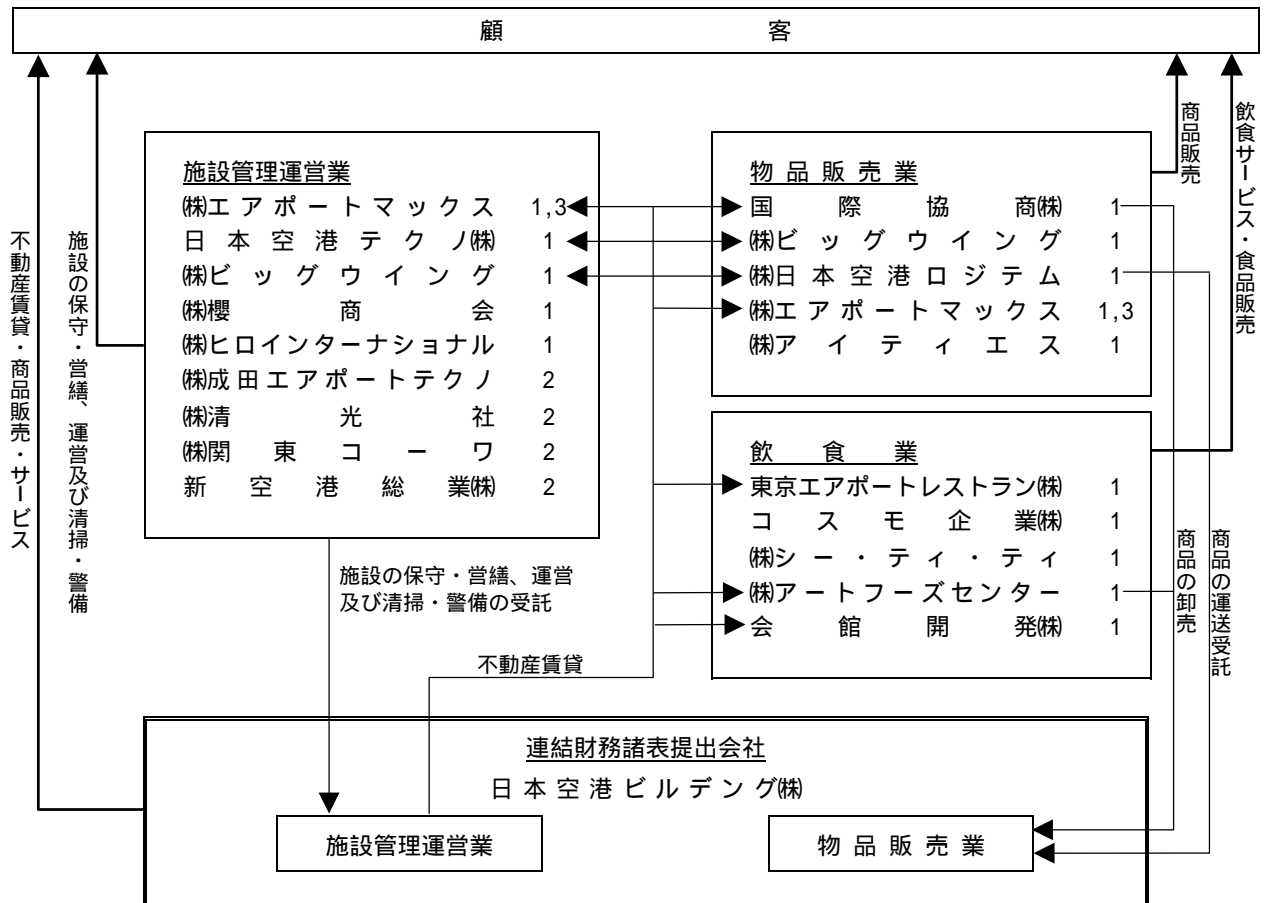 顧客
不動産賃貸・商品販売・サービス
施設の保守・営繕、運営及び清掃・警備
施設管理運営業
㈱エアポートマックス 1,3
日本空港テクノ㈱ 1
㈱ビッグウイング 1
㈱櫻商会 1
㈱ヒロインターナショナル 1
㈱成田エアポートテクノ 2
㈱清光社 2
㈱関東コーワ 2
新空港総業㈱ 2
物品販売業
国際協商㈱ 1
㈱ビッグウイング 1
㈱日本空港ロジテム 1
㈱エアポートマックス 1,3
㈱アイティエス 1
飲食業
東京エアポートレストラン㈱ 1
コスモ企業㈱ 1
㈱シー・ティ・ティ 1
㈱アートフーズセンター 1
会館開発㈱ 1
商品販売
飲食サービス・食品販売
商品の卸売
商品の運送受託
施設の保守・営繕、運営
及び清掃・警備の受託
不動産賃貸
連結財務諸表提出会社
日本空港ビルデング㈱
施設管理運営業
物品販売業